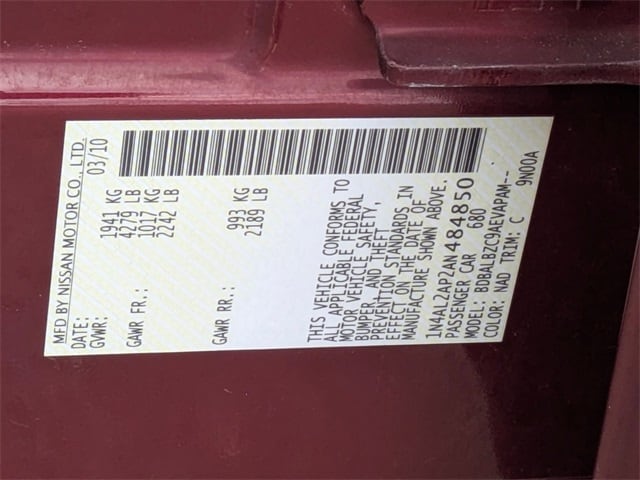 MFD BY NISSAN MOTOR CO., LTD.
DATE: 03/10
GVWR: 1941 KG
4279 LB
GAWR FR.: 1017 KG
2242 LB
GAWR RR.: 993 KG
2189 LB
THIS VEHICLE CONFORMS TO
ALL APPLICABLE FEDERAL
MOTOR VEHICLE SAFETY,
BUMPER, AND THEFT
PREVENTION STANDARDS IN
EFFECT ON THE DATE OF
MANUFACTURE SHOWN ABOVE.
1N4AL2AP2AN484850
PASSENGER CAR 680
MODEL: BDBALBZC9AEVAPAM--
COLOR: NAD TRIM: C 9N00A